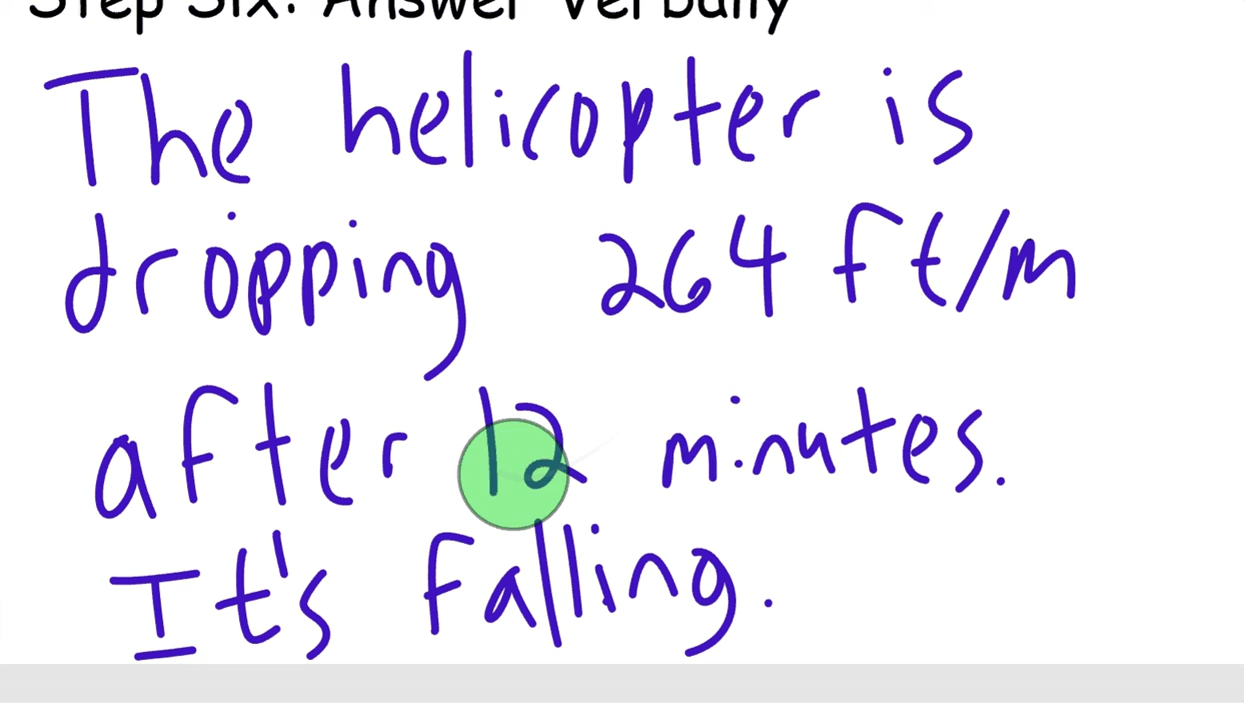 Step Six: Answer Verbally
The helicopter is
dropping 264 ft/m
after 12 minutes.
It's falling.